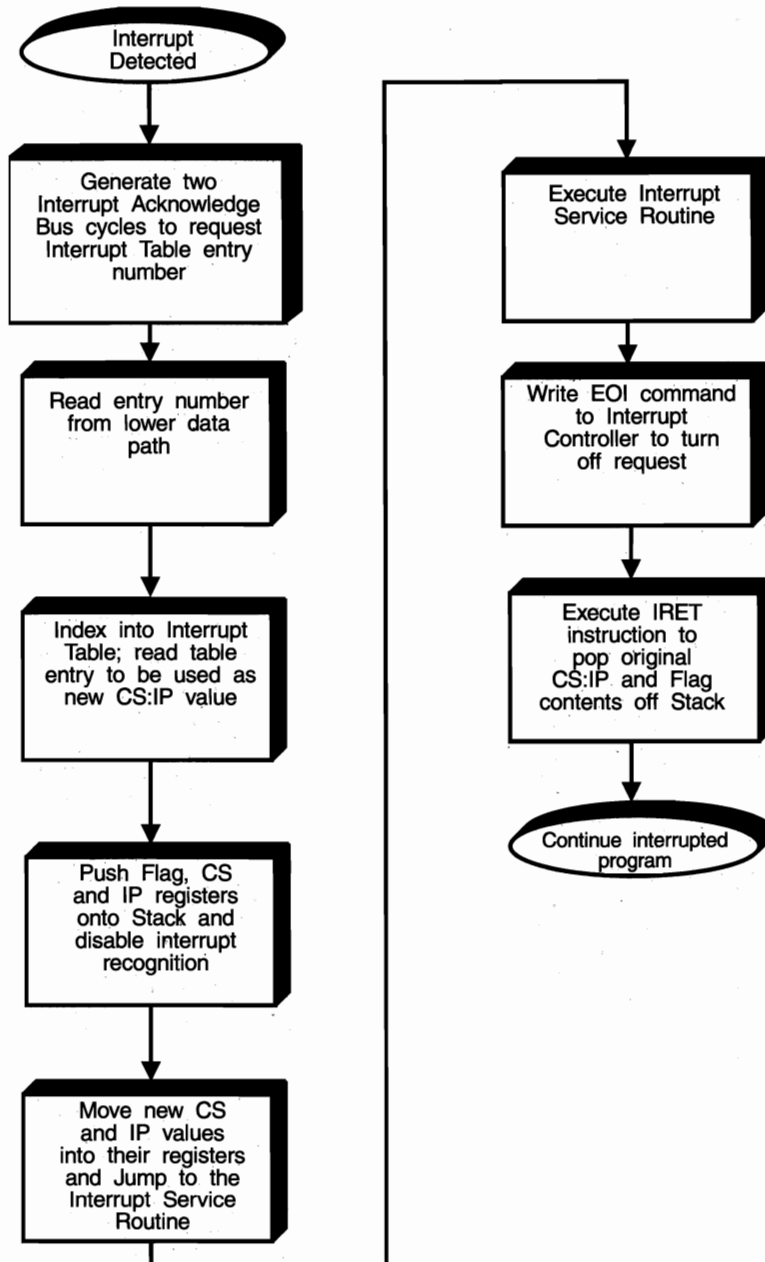 Interrupt
Detected
Generate two
Interrupt Acknowledge
Bus cycles to request
Interrupt Table entry
number
Read entry number
from lower data
path
Index into Interrupt
Table; read table
entry to be used as
new CS:IP value
Push Flag, CS
and IP registers
onto Stack and
disable interrupt
recognition
Move new CS
and IP values
into their registers
and Jump to the
Interrupt Service
Routine
Execute Interrupt
Service Routine
Write EOI command
to Interrupt
Controller to turn
off request
Execute IRET
instruction to
pop original
CS:IP and Flag
contents off Stack
Continue interrupted
program